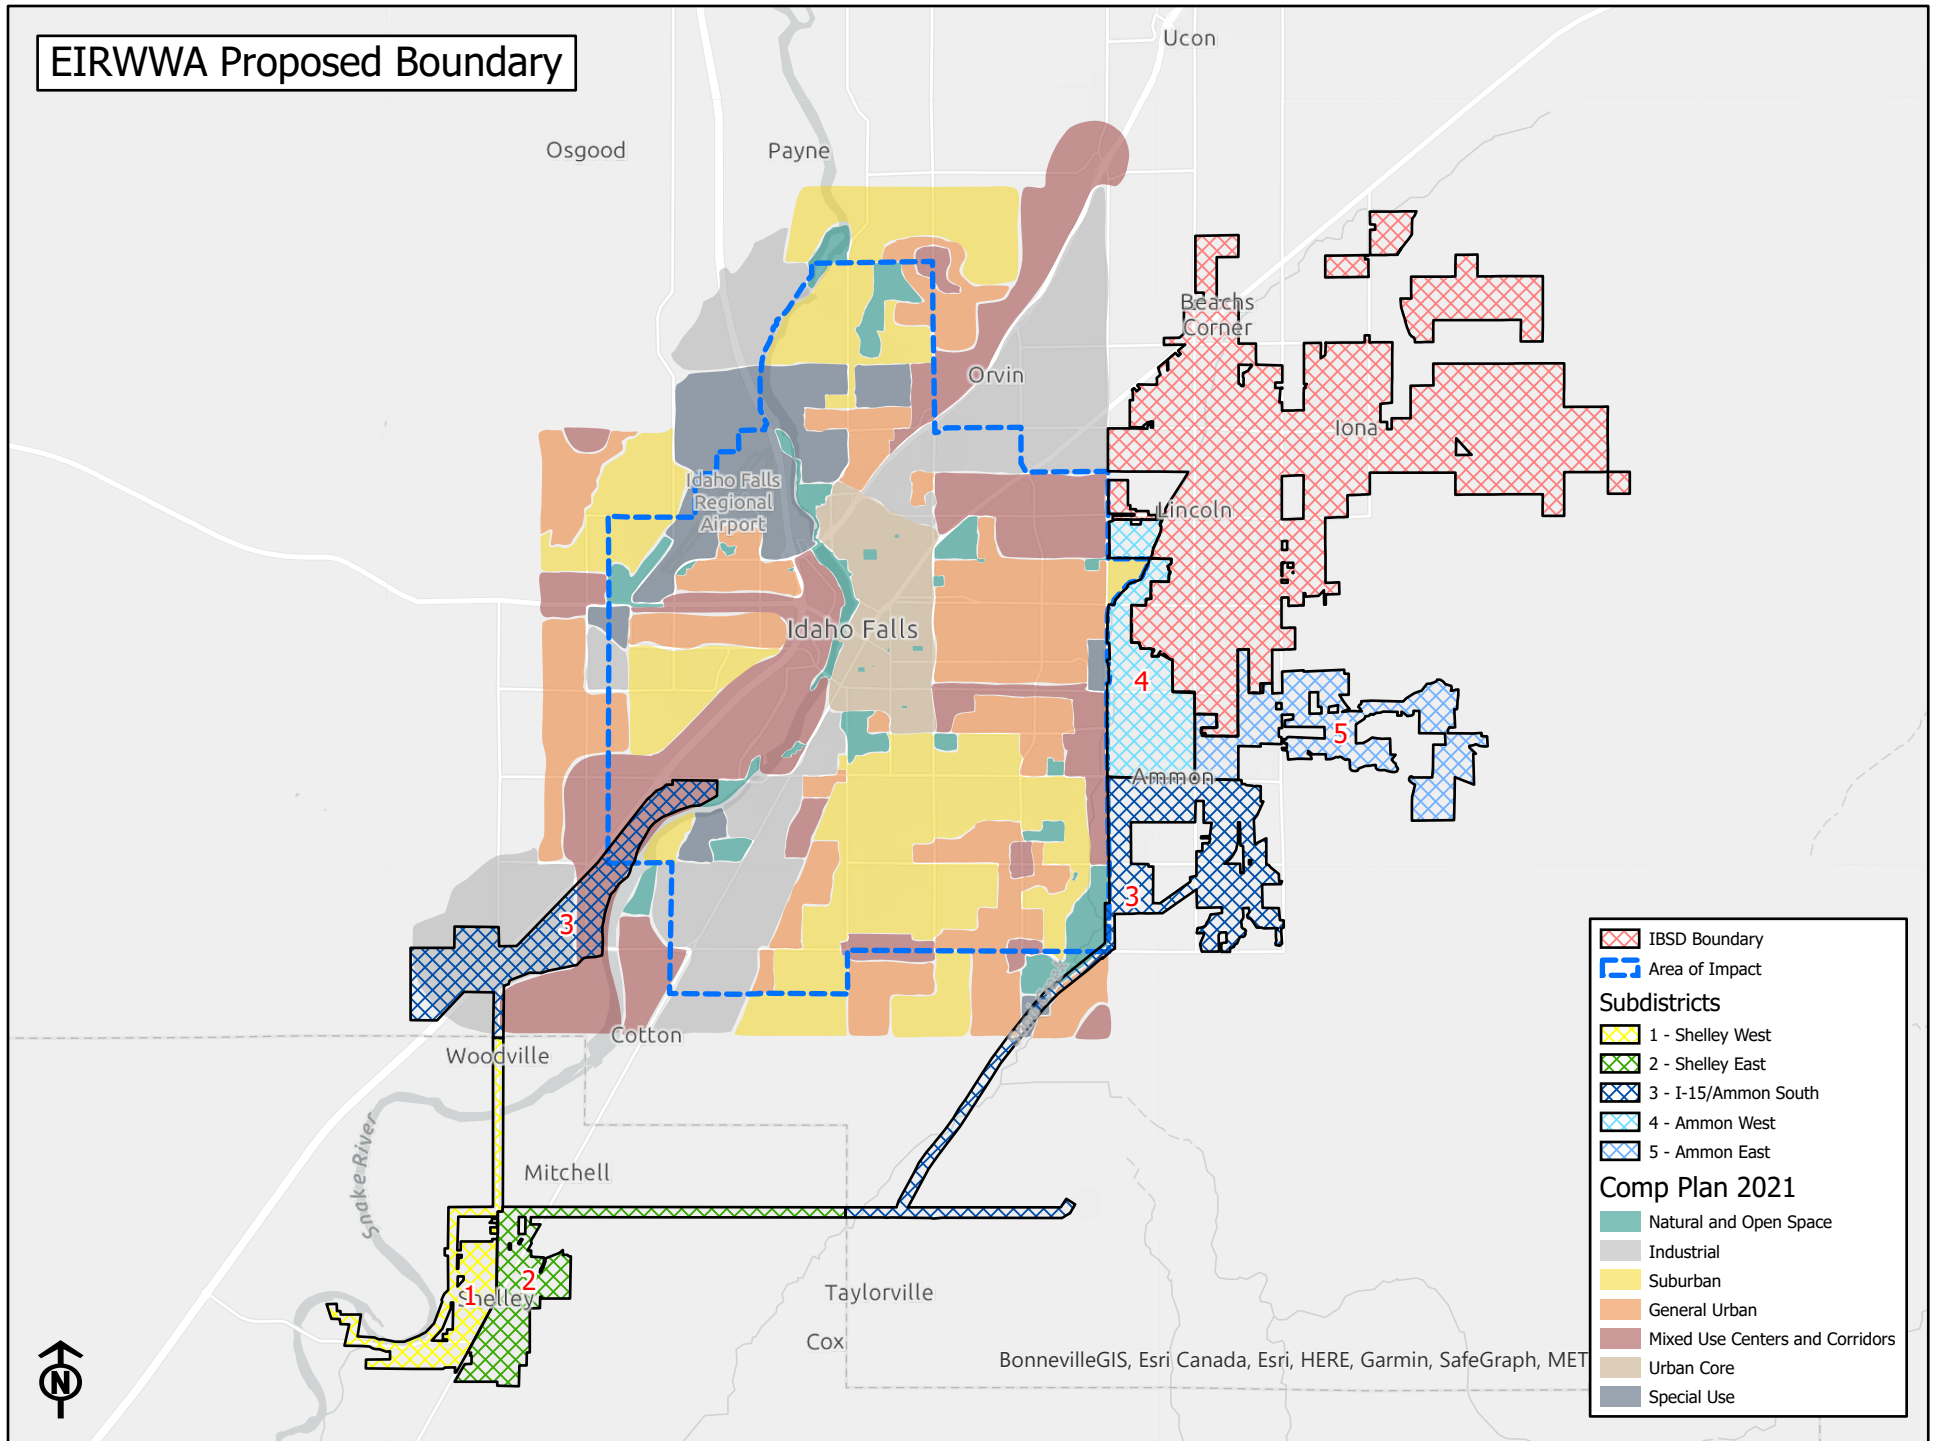 EIRWWA Proposed Boundary
Ucon
Osgood
Payne
Beachs
Corner
Orvin
Iona
Idaho Falls
Regional
Airport
Lincoln
Idaho Falls
4
5
Ammon
3
3
Cotton
Woodville
Snake River
Mitchell
2
1
Shelley
Taylorville
Cox
BonnevilleGIS, Esri Canada, Esri, HERE, Garmin, SafeGraph, MET
IBSD Boundary
Area of Impact
Subdistricts
1 - Shelley West
2 - Shelley East
3 - I-15/Ammon South
4 - Ammon West
5 - Ammon East
Comp Plan 2021
Natural and Open Space
Industrial
Suburban
General Urban
Mixed Use Centers and Corridors
Urban Core
Special Use
N